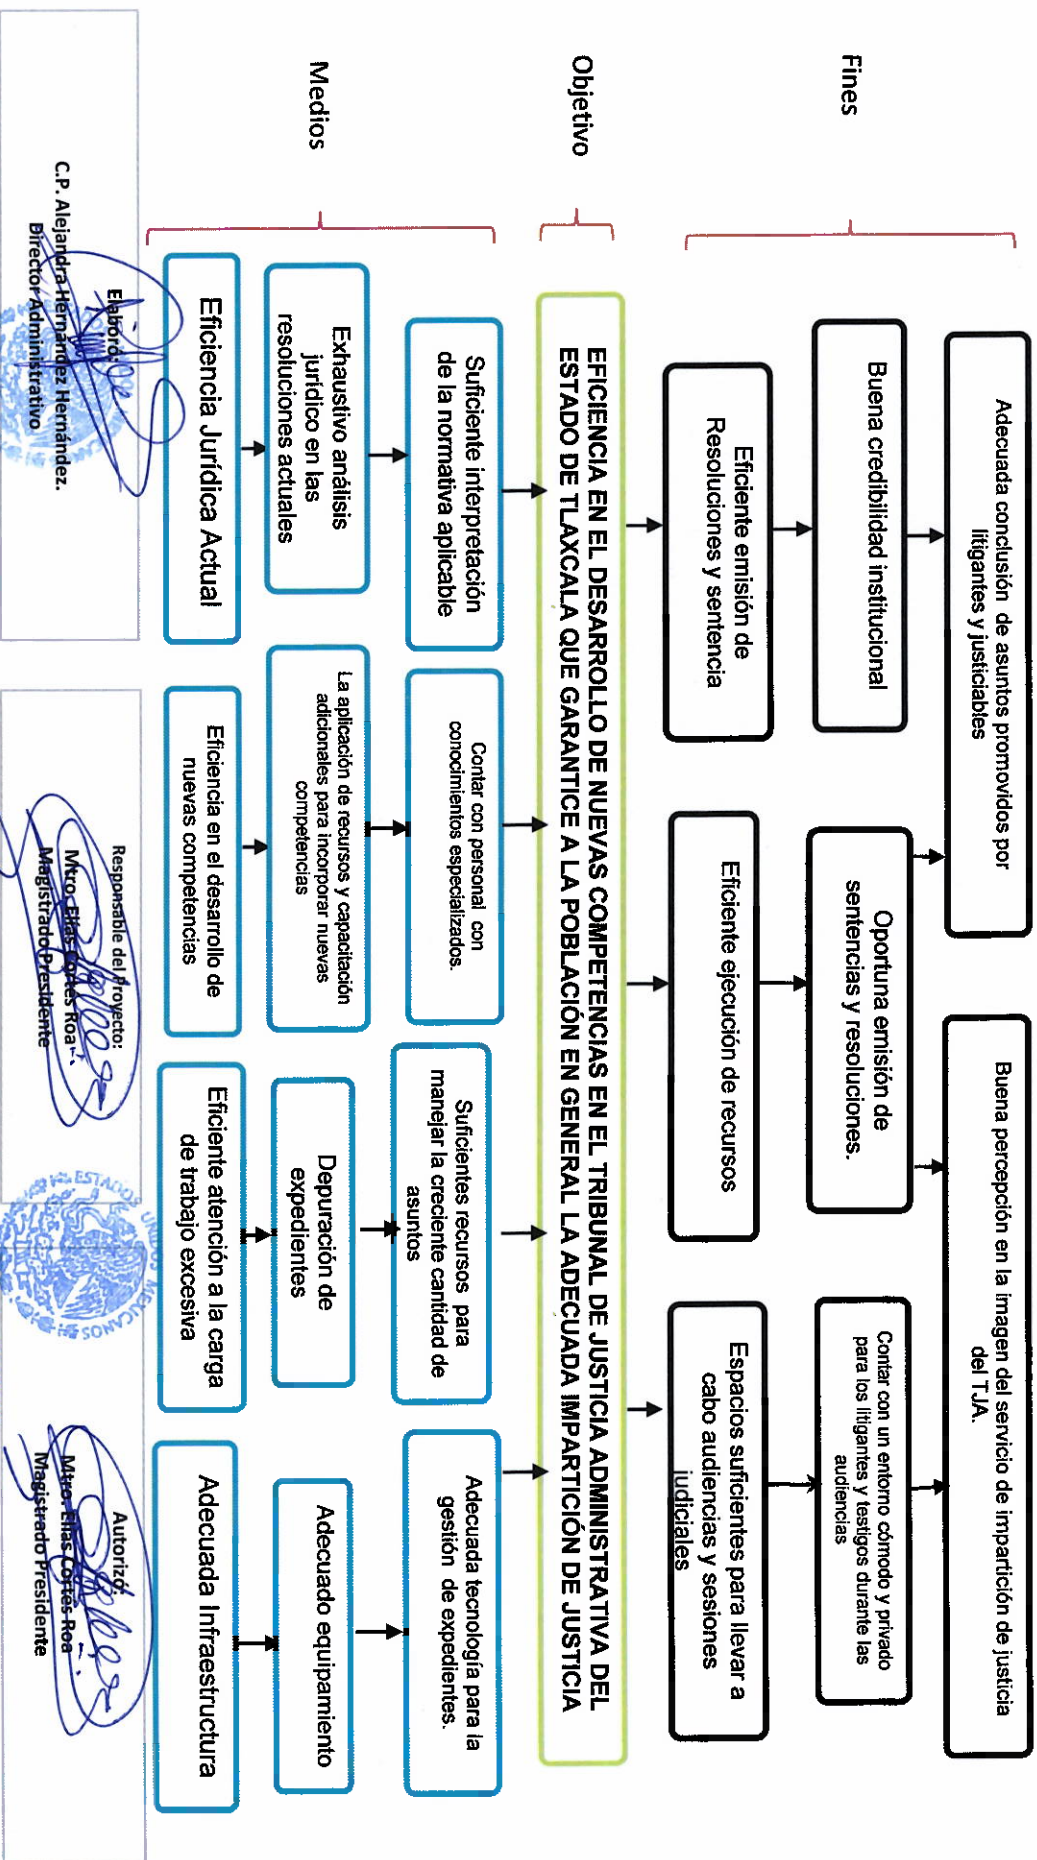 Fines
Adecuada conclusión de asuntos promovidos por
litigantes y justiciables
Buena percepción en la imagen del servicio de impartición de justicia
del TJA.
Buena credibilidad institucional
Oportuna emisión de
sentencias y resoluciones.
Contar con un entorno cómodo y privado
para los litigantes y testigos durante las
audiencias
Eficiente emisión de
Resoluciones y sentencia
Eficiente ejecución de recursos
Espacios suficientes para llevar a
cabo audiencias y sesiones
judiciales
Objetivo
EFICIENCIA EN EL DESARROLLO DE NUEVAS COMPETENCIAS EN EL TRIBUNAL DE JUSTICIA ADMINISTRATIVA DEL
ESTADO DE TLAXCALA QUE GARANTICE A LA POBLACIÓN EN GENERAL LA ADECUADA IMPARTICIÓN DE JUSTICIA
Medios
Suficiente interpretación
de la normativa aplicable
Contar con personal con
conocimientos especializados.
Suficientes recursos para
manejar la creciente cantidad de
asuntos
Adecuada tecnología para la
gestión de expedientes.
Exhaustivo análisis
jurídico en las
resoluciones actuales
La aplicación de recursos y capacitación
adicionales para incorporar nuevas
competencias
Depuración de
expedientes
Adecuado equipamiento
Eficiencia Jurídica Actual
Eficiencia en el desarrollo de
nuevas competencias
Eficiente atención a la carga
de trabajo excesiva
Adecuada Infraestructura
Elaboró:
C.P. Alejandra Hernández Hernández.
Director Administrativo
Responsable del Proyecto:
Mtro. Elías Cortés Roa.
Magistrado Presidente
ESTADOS UNIDOS MEXICANOS
Autorizó:
Mtro. Elías Cortés Roa
Magistrado Presidente